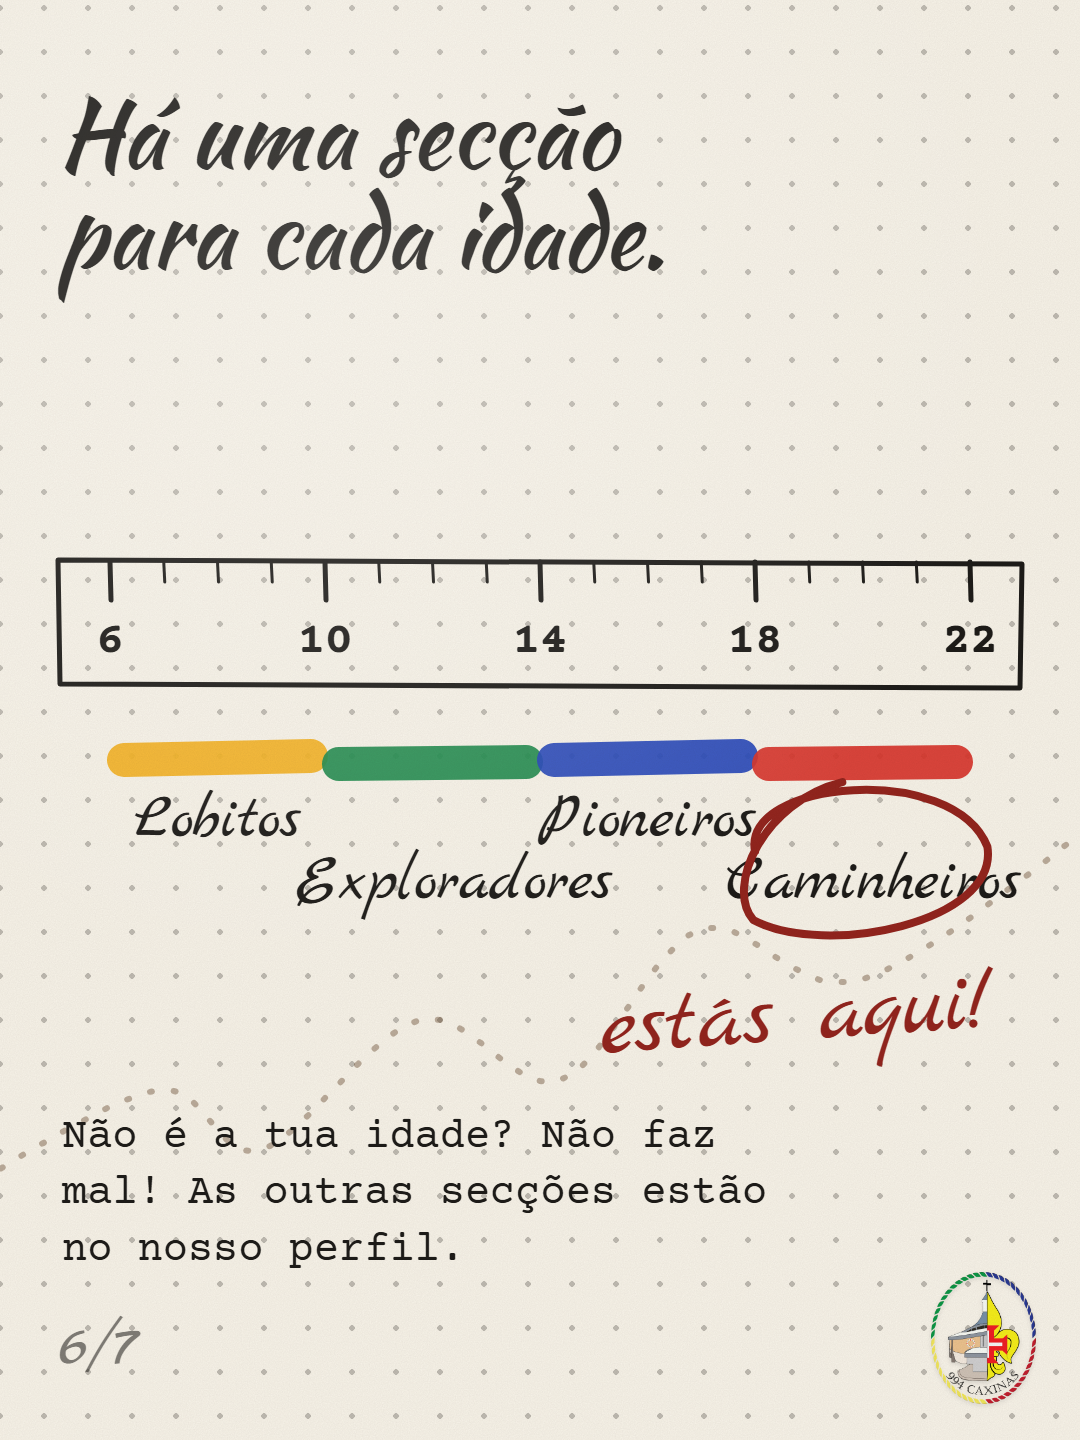 Há uma secção
para cada idade.
6 10 14 18 22
Lobitos
Pioneiros
Exploradores
Caminheiros
estás aqui!
Não é a tua idade? Não faz
mal! As outras secções estão
no nosso perfil.
6/7
994 CAXINAS